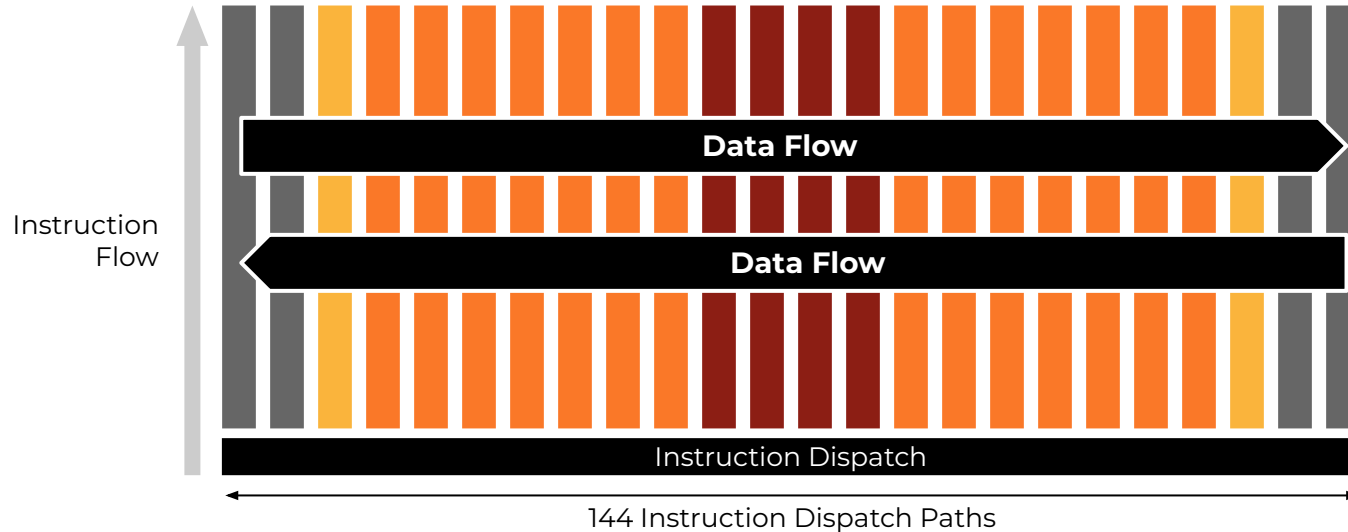 Data Flow
Instruction
Flow
Data Flow
Instruction Dispatch
144 Instruction Dispatch Paths